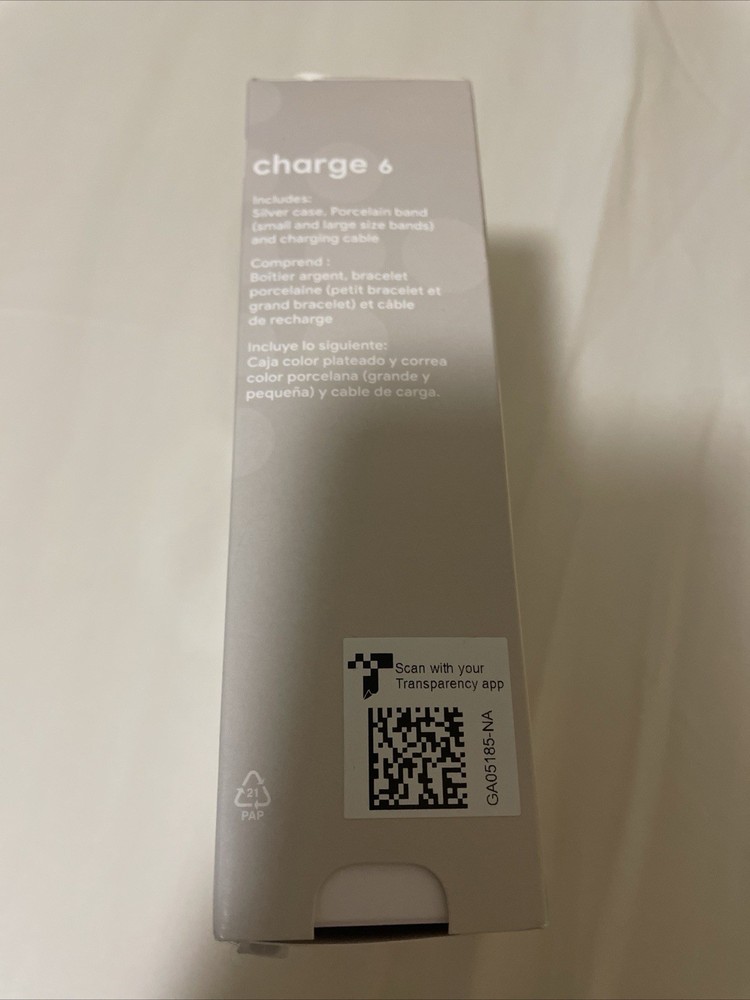 charge 6
Includes:
Silver case, Porcelain band
(small and large size bands)
and charging cable
Comprend :
Boîtier argent, bracelet
porcelaine (petit bracelet et
grand bracelet) et câble
de recharge
Incluye lo siguiente:
Caja color plateado y correa
color porcelana (grande y
pequeña) y cable de carga.
Scan with your
Transparency app
GA05185-NA
21
PAP